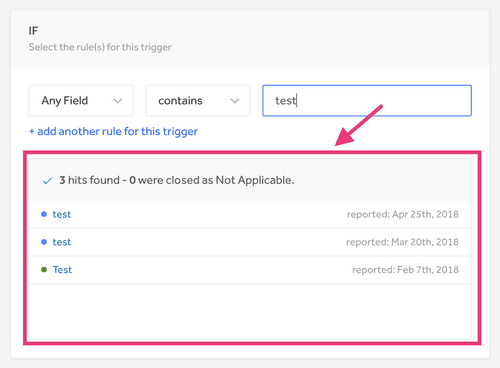 IF
Select the rule(s) for this trigger
Any Field contains test
+ add another rule for this trigger
3 hits found - 0 were closed as Not Applicable.
test reported: Apr 25th, 2018
test reported: Mar 20th, 2018
Test reported: Feb 7th, 2018